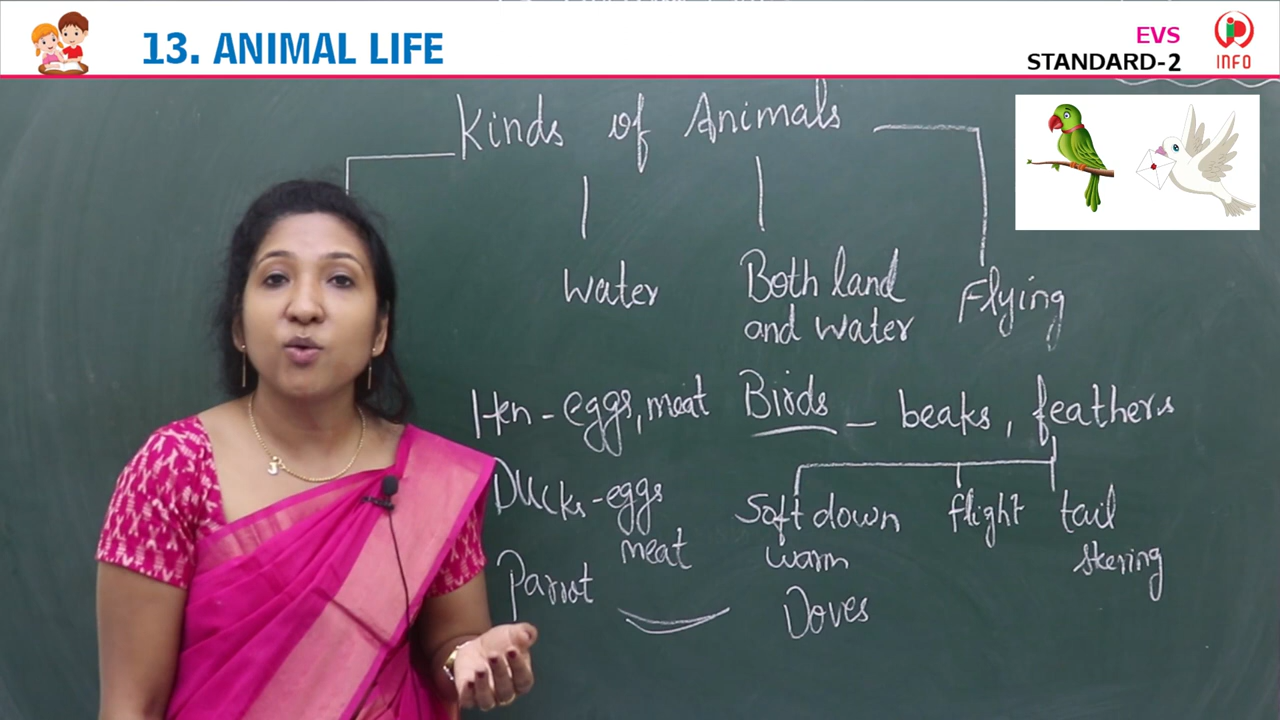 13. ANIMAL LIFE
EVS
STANDARD-2
INFO
Kinds of Animals
Water
Both land
and water
Flying
Hen - eggs, meat
Birds - beaks, feathers
Ducks - eggs
meat
Soft down
warm
flight
tail
steering
Parrot
Doves